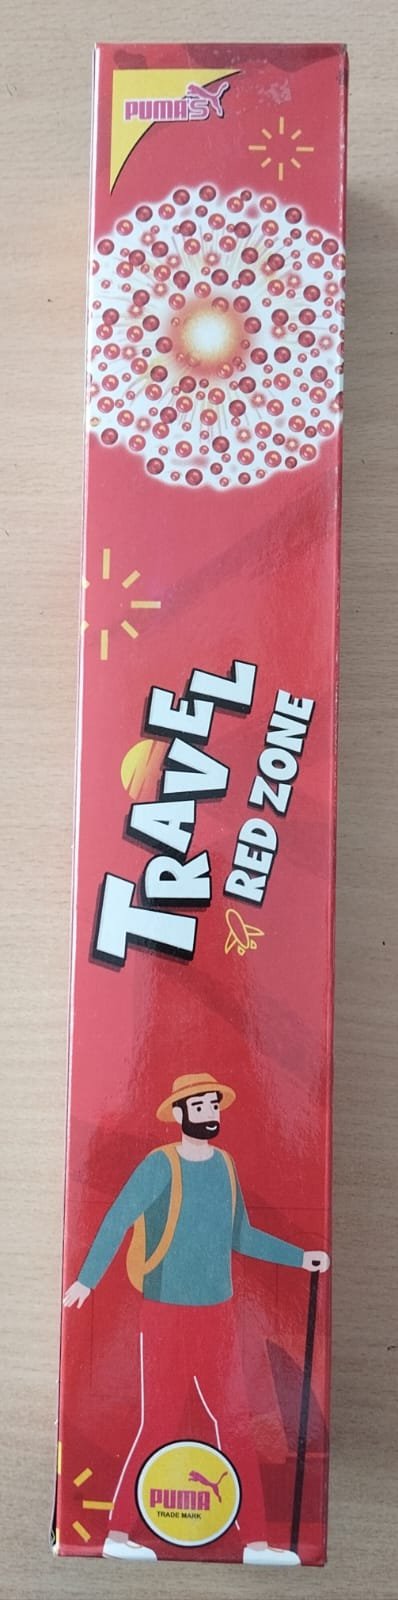 PUMA'S
TRAVEL
RED ZONE
PUMA
TRADE MARK